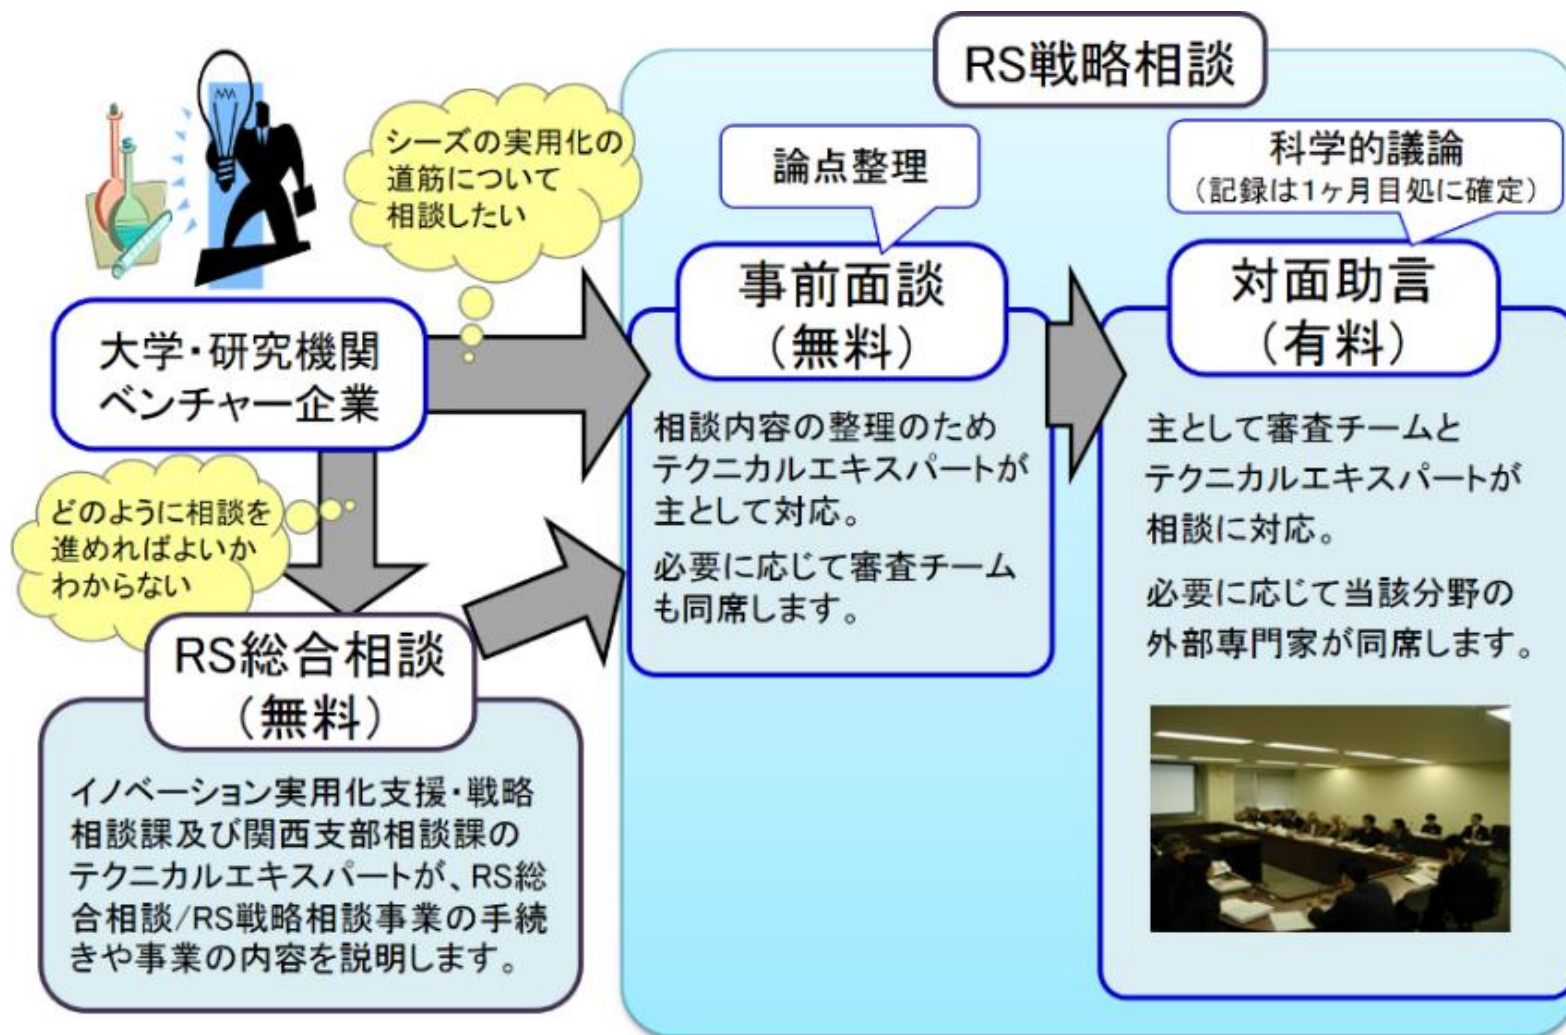 RS戦略相談
シーズの実用化の
道筋について
相談したい
論点整理
科学的議論
（記録は1ヶ月目処に確定）
大学・研究機関
ベンチャー企業
事前面談
（無料）
対面助言
（有料）
相談内容の整理のため
テクニカルエキスパートが
主として対応。
必要に応じて審査チーム
も同席します。
主として審査チームと
テクニカルエキスパートが
相談に対応。
必要に応じて当該分野の
外部専門家が同席します。
どのように相談を
進めればよいか
わからない
RS総合相談
（無料）
イノベーション実用化支援・戦略
相談課及び関西支部相談課の
テクニカルエキスパートが、RS総
合相談/RS戦略相談事業の手続
きや事業の内容を説明します。